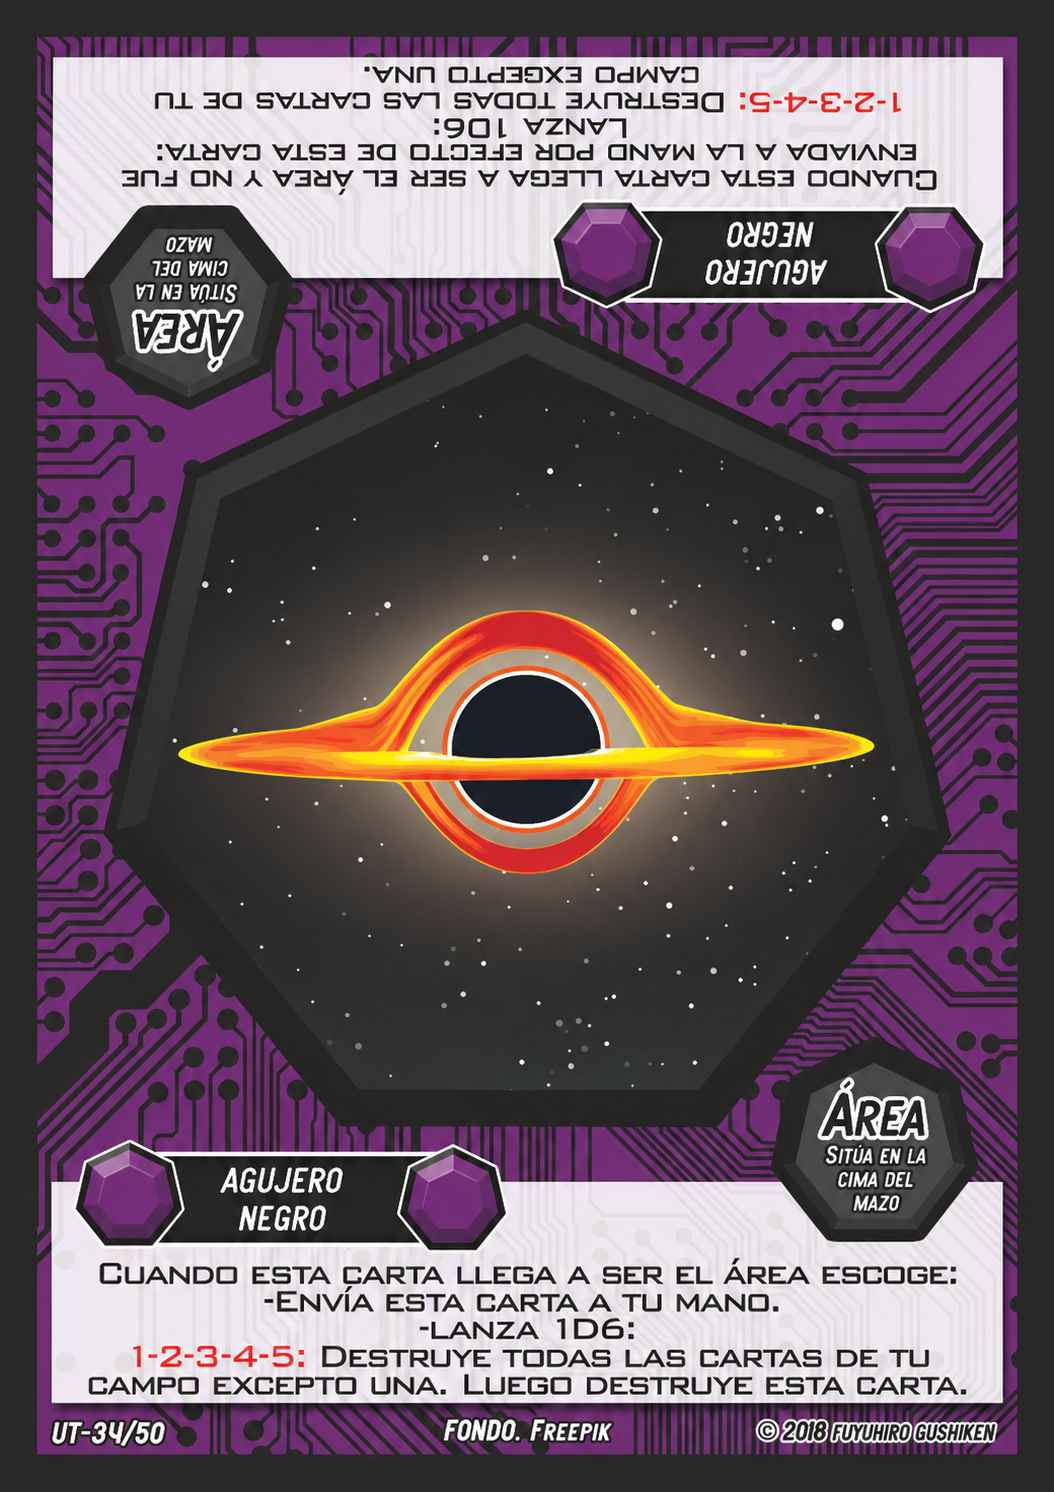 AGUJERO
NEGRO
CUANDO ESTA CARTA LLEGA A SER EL ÁREA Y NO FUE
ENVIADA A LA MANO POR EFECTO DE ESTA CARTA:
LANZA 1D6:
1-2-3-4-5: DESTRUYE TODAS LAS CARTAS DE TU
CAMPO EXCEPTO UNA.
ÁREA
SITÚA EN LA
CIMA DEL
MAZO
ÁREA
SITÚA EN LA
CIMA DEL
MAZO
AGUJERO
NEGRO
CUANDO ESTA CARTA LLEGA A SER EL ÁREA ESCOGE:
-ENVÍA ESTA CARTA A TU MANO.
-LANZA 1D6:
1-2-3-4-5: DESTRUYE TODAS LAS CARTAS DE TU
CAMPO EXCEPTO UNA. LUEGO DESTRUYE ESTA CARTA.
UT-34/50
FONDO. FREEPIK
© 2018 FUYUHIRO GUSHIKEN